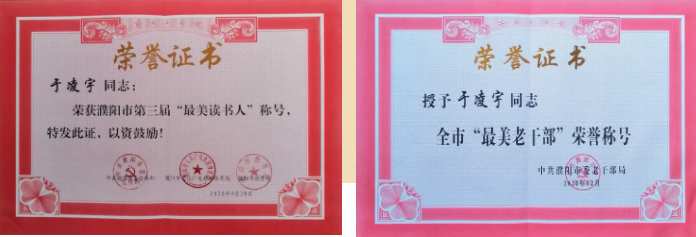 荣誉证书
于凌宇 同志:
荣获濮阳市第三届“最美读书人”称号,
特发此证,以资鼓励!
荣誉证书
授予 于凌宇 同志
全市“最美老干部”荣誉称号
中共濮阳市委老干部局